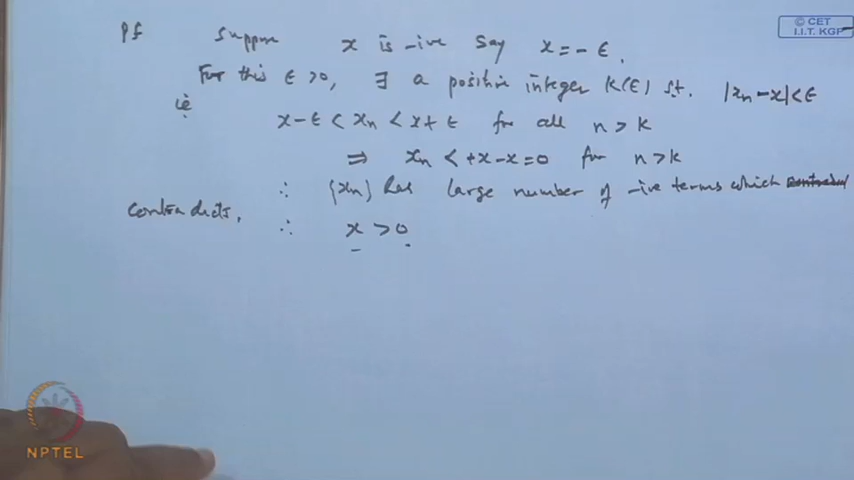 © CET
I.I.T. KGP
Pf Suppose x is -ive say x = - ϵ.
For this ϵ > 0, ∃ a positive integer K(ϵ) s.t. |xn - x| < ϵ
ie
x - ϵ < xn < x + ϵ for all n > K
⇒ xn < +x - x = 0 for n > K
∴ {xn} has large number of -ive terms which
contradicts.
∴ x > 0
NPTEL